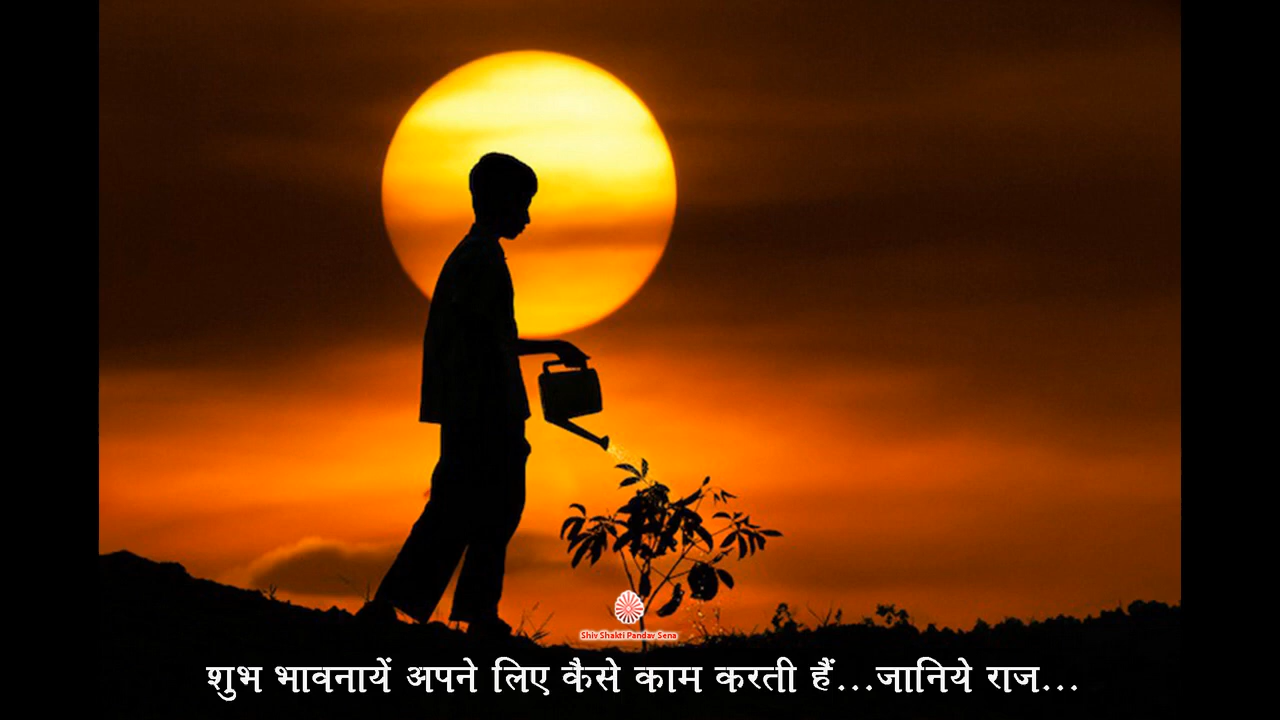 Shiv Shakti Pandav Sena
शुभ भावनायें अपने लिए कैसे काम करती हैं...जानिये राज...